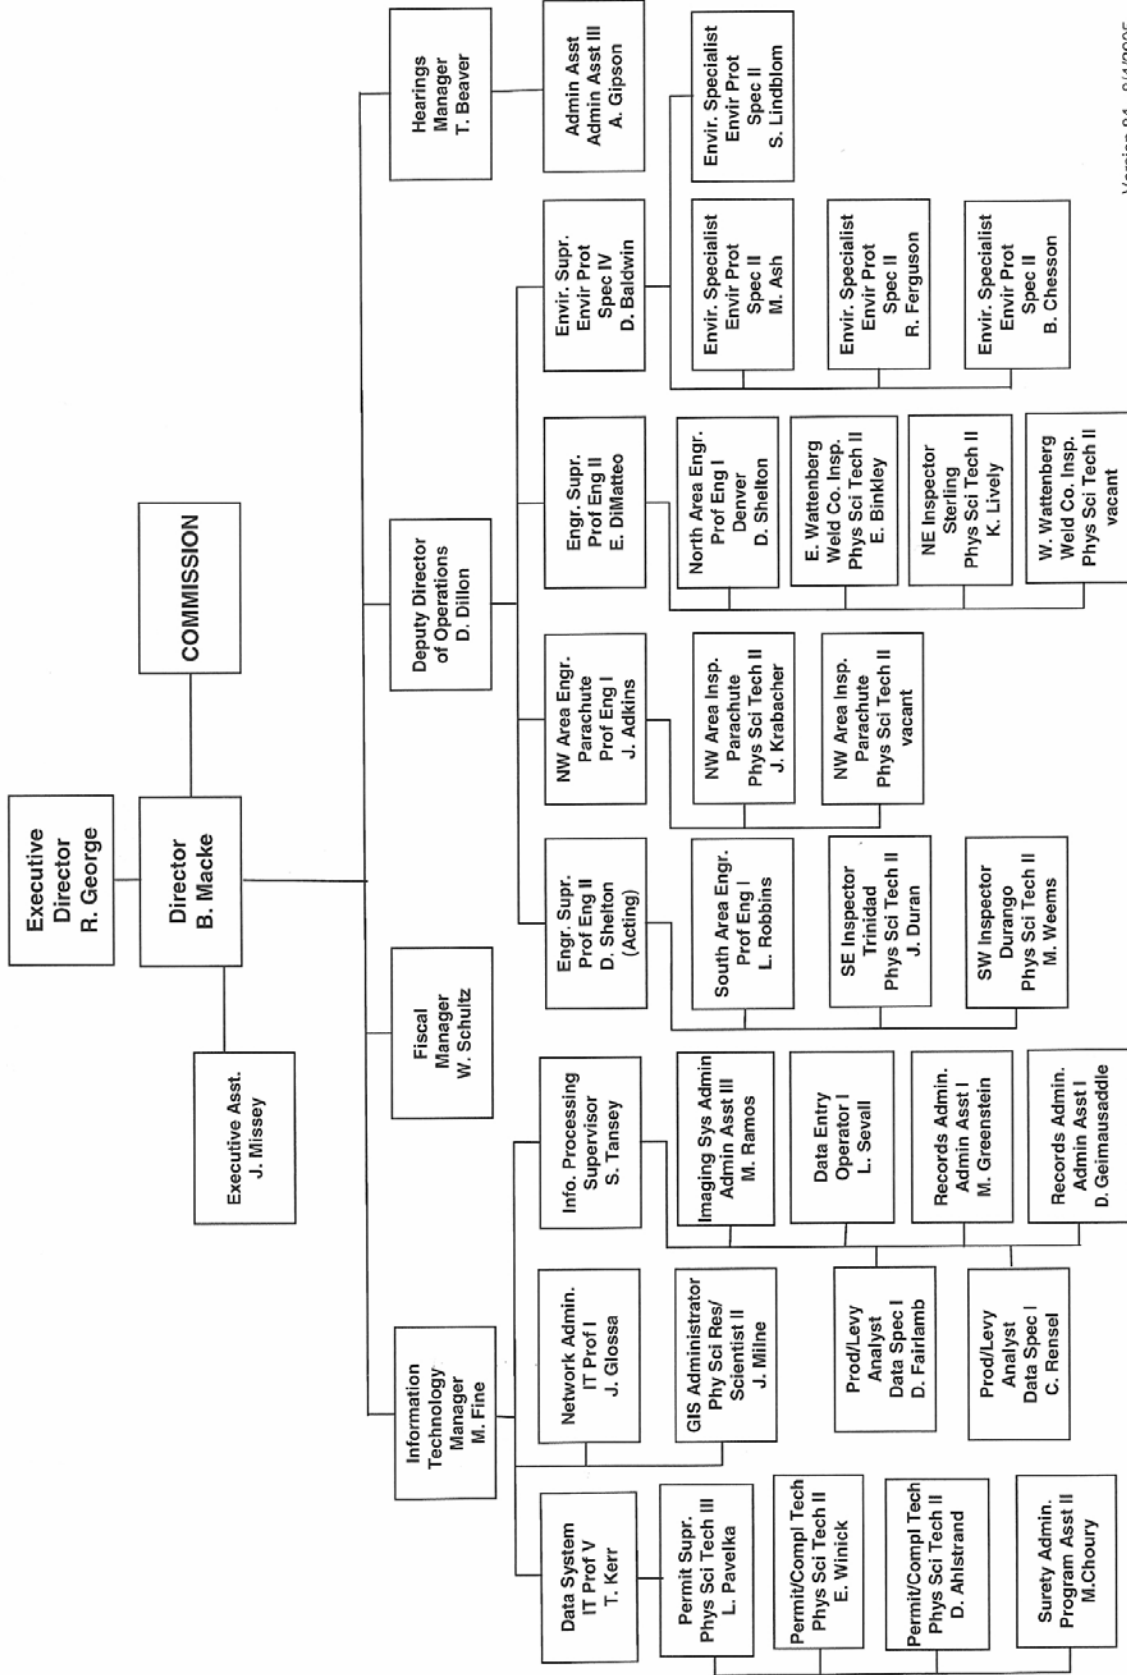 Executive
Director
R. George
Director
B. Macke
COMMISSION
Executive Asst.
J. Missey
Information
Technology
Manager
M. Fine
Fiscal
Manager
W. Schultz
Deputy Director
of Operations
D. Dillon
Hearings
Manager
T. Beaver
Data System
IT Prof V
T. Kerr
Permit Supr.
Phys Sci Tech III
L. Pavelka
Permit/Compl Tech
Phys Sci Tech II
E. Winick
Permit/Compl Tech
Phys Sci Tech II
D. Ahlstrand
Surety Admin.
Program Asst II
M.Choury
Network Admin.
IT Prof I
J. Glossa
GIS Administrator
Phy Sci Res/
Scientist II
J. Milne
Info. Processing
Supervisor
S. Tansey
Imaging Sys Admin
Admin Asst III
M. Ramos
Data Entry
Operator I
L. Sevall
Records Admin.
Admin Asst I
M. Greenstein
Records Admin.
Admin Asst I
D. Geimausaddle
Prod/Levy
Analyst
Data Spec I
D. Fairlamb
Prod/Levy
Analyst
Data Spec I
C. Rensel
Engr. Supr.
Prof Eng II
D. Shelton
(Acting)
South Area Engr.
Prof Eng I
L. Robbins
SE Inspector
Trinidad
Phys Sci Tech II
J. Duran
SW Inspector
Durango
Phys Sci Tech II
M. Weems
NW Area Engr.
Parachute
Prof Eng I
J. Adkins
NW Area Insp.
Parachute
Phys Sci Tech II
J. Krabacher
NW Area Insp.
Parachute
Phys Sci Tech II
vacant
Engr. Supr.
Prof Eng II
E. DiMatteo
North Area Engr.
Prof Eng I
Denver
D. Shelton
E. Wattenberg
Weld Co. Insp.
Phys Sci Tech II
E. Binkley
NE Inspector
Sterling
Phys Sci Tech II
K. Lively
W. Wattenberg
Weld Co. Insp.
Phys Sci Tech II
vacant
Envir. Supr.
Envir Prot
Spec IV
D. Baldwin
Envir. Specialist
Envir Prot
Spec II
M. Ash
Envir. Specialist
Envir Prot
Spec II
R. Ferguson
Envir. Specialist
Envir Prot
Spec II
B. Chesson
Envir. Specialist
Envir Prot
Spec II
S. Lindblom
Admin Asst
Admin Asst III
A. Gipson